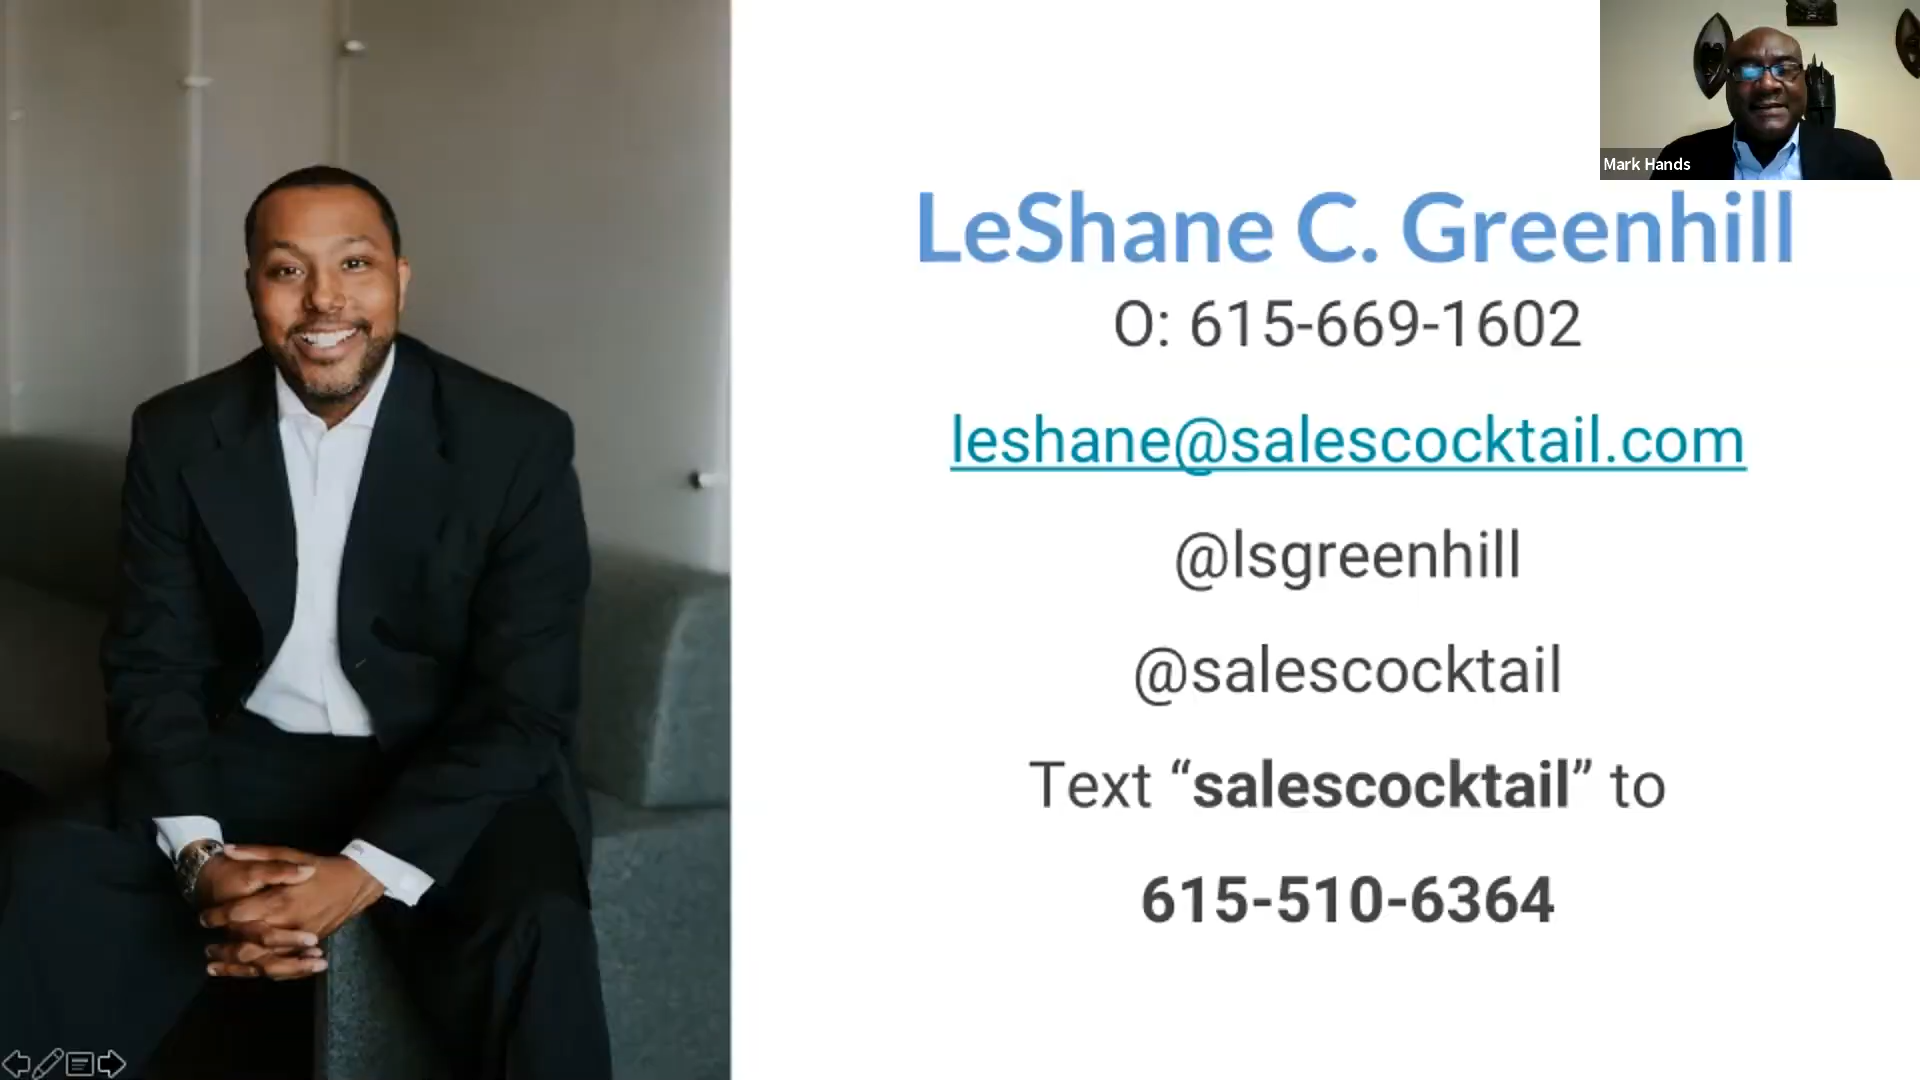 Mark Hands
LeShane C. Greenhill
O: 615-669-1602
leshane@salescocktail.com
@lsgreenhill
@salescocktail
Text “salescocktail” to
615-510-6364